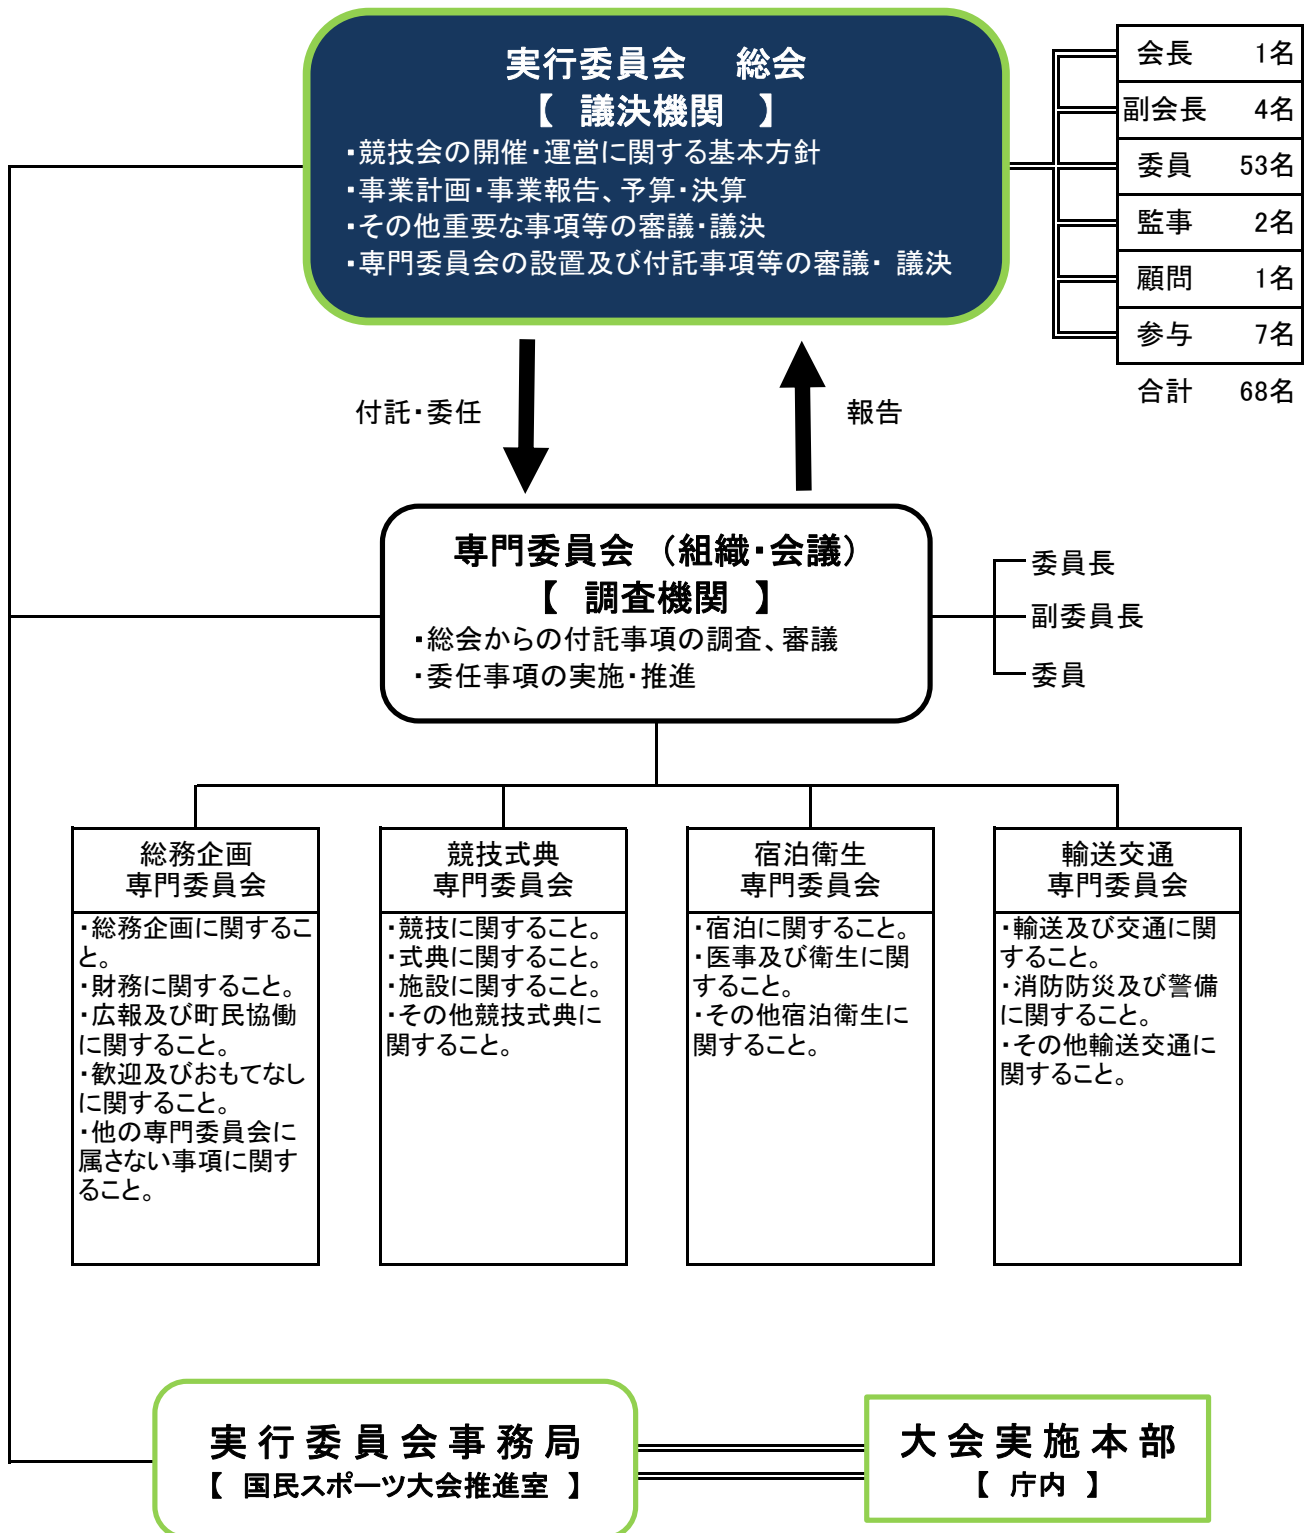 実行委員会 総会
【 議決機関 】
・競技会の開催・運営に関する基本方針
・事業計画・事業報告、予算・決算
・その他重要な事項等の審議・議決
・専門委員会の設置及び付託事項等の審議・ 議決
会長 1名
副会長 4名
委員 53名
監事 2名
顧問 1名
参与 7名
合計 68名
付託・委任
報告
専門委員会 （組織・会議）
【 調査機関 】
・総会からの付託事項の調査、審議
・委任事項の実施・推進
委員長
副委員長
委員
総務企画
専門委員会
・総務企画に関するこ
と。
・財務に関すること。
・広報及び町民協働
に関すること。
・歓迎及びおもてなし
に関すること。
・他の専門委員会に
属さない事項に関す
ること。
競技式典
専門委員会
・競技に関すること。
・式典に関すること。
・施設に関すること。
・その他競技式典に
関すること。
宿泊衛生
専門委員会
・宿泊に関すること。
・医事及び衛生に関
すること。
・その他宿泊衛生に
関すること。
輸送交通
専門委員会
・輸送及び交通に関
すること。
・消防防災及び警備
に関すること。
・その他輸送交通に
関すること。
実行委員会事務局
【 国民スポーツ大会推進室 】
大会実施本部
【 庁内 】